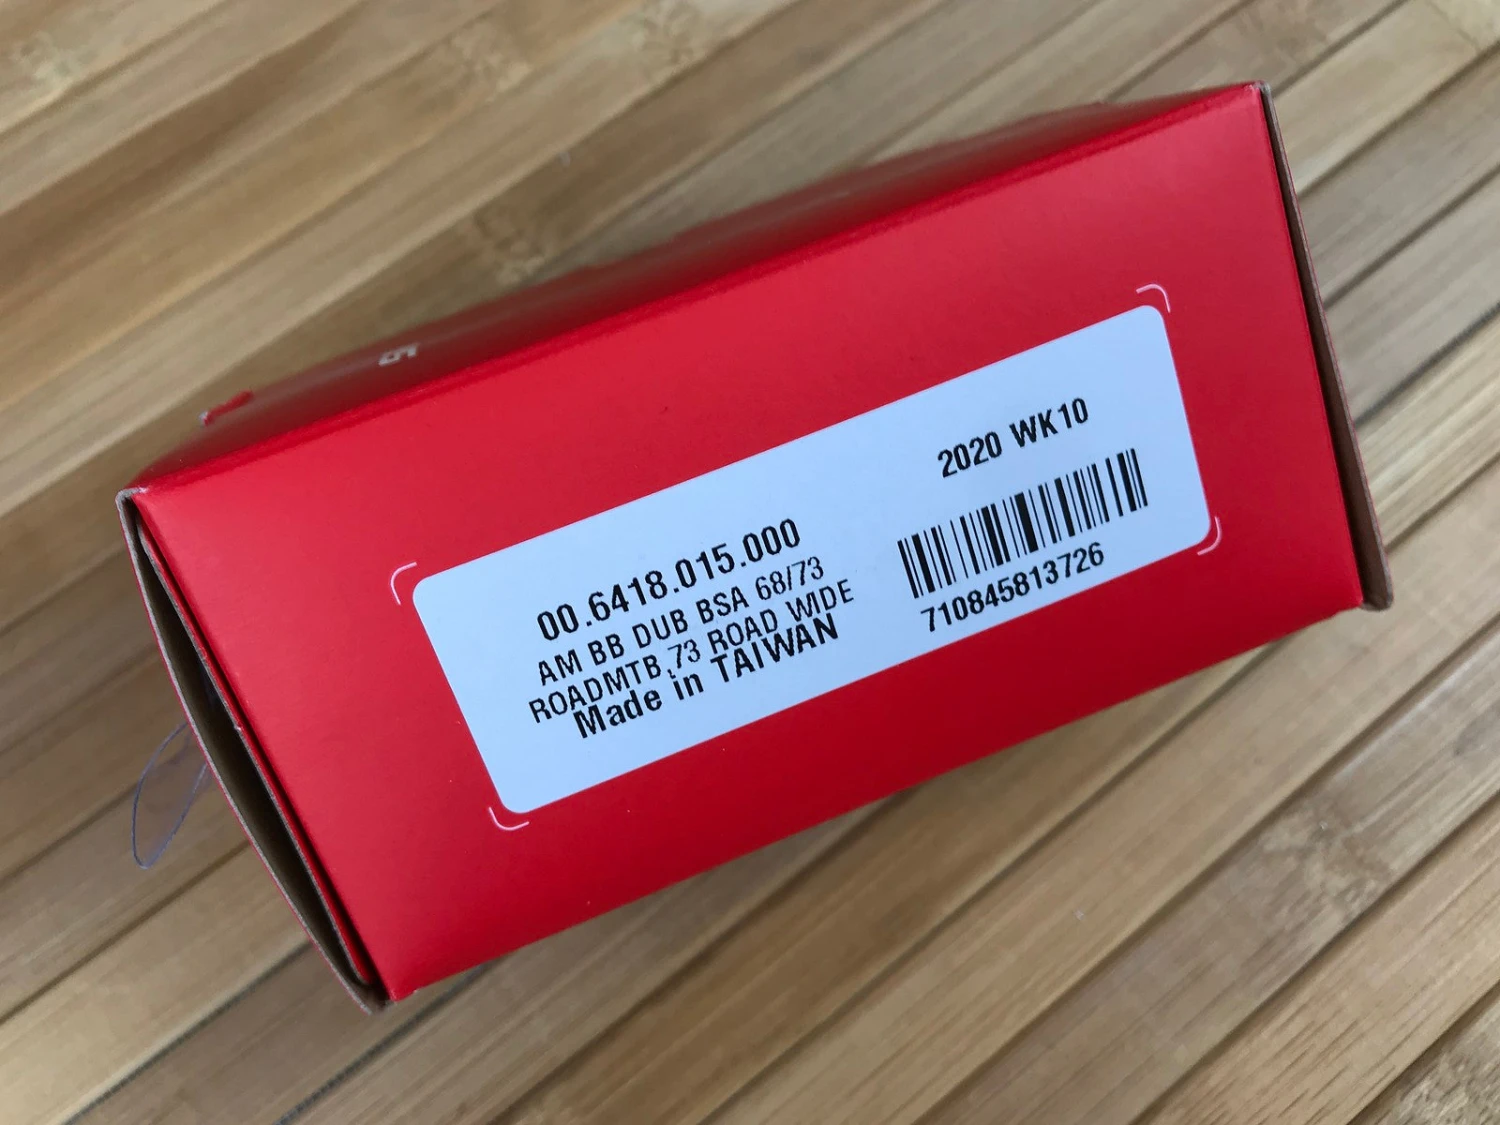 2020 WK10
00.6418.015.000
AM BB DUB BSA 68/73
ROADMTB,73 ROAD WIDE
Made in TAIWAN
710845813726